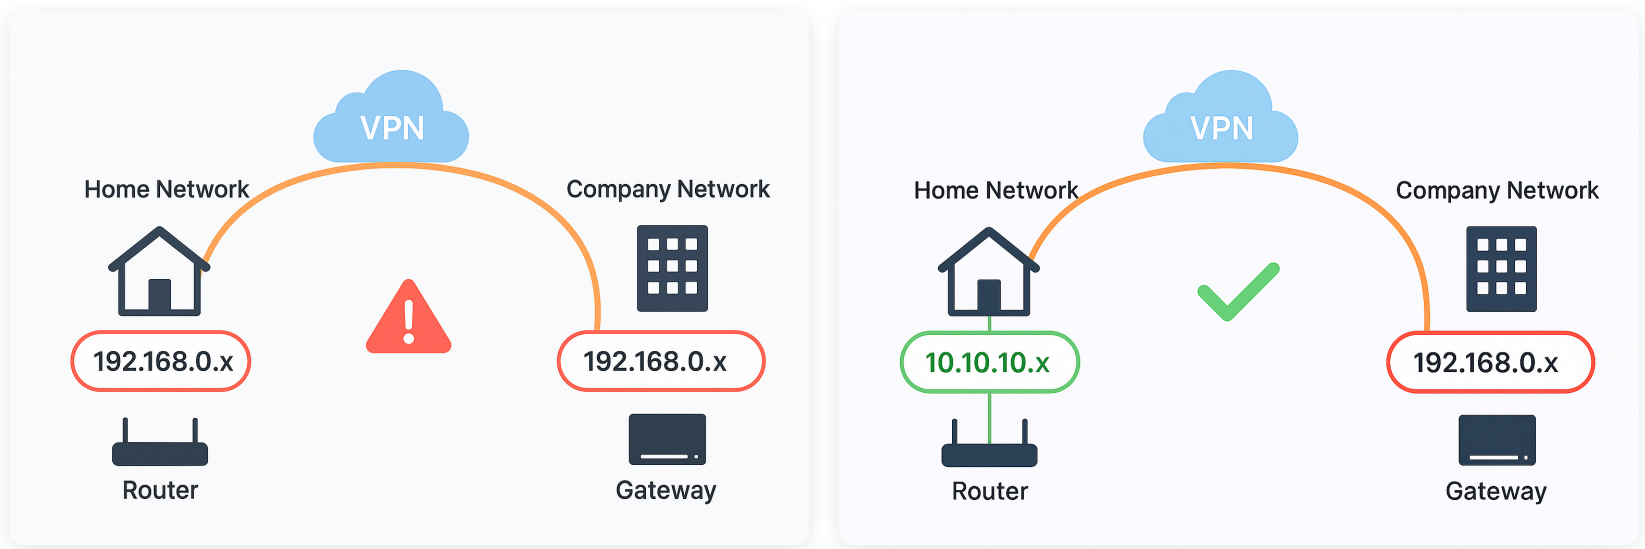 VPN
Home Network
Company Network
192.168.0.x
192.168.0.x
Router
Gateway
VPN
Home Network
Company Network
10.10.10.x
192.168.0.x
Router
Gateway